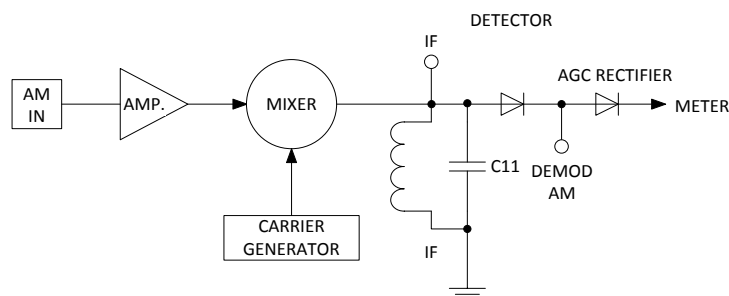 DETECTOR
IF
AGC RECTIFIER
AM
IN
AMP.
MIXER
METER
C11
DEMOD
AM
CARRIER
GENERATOR
IF